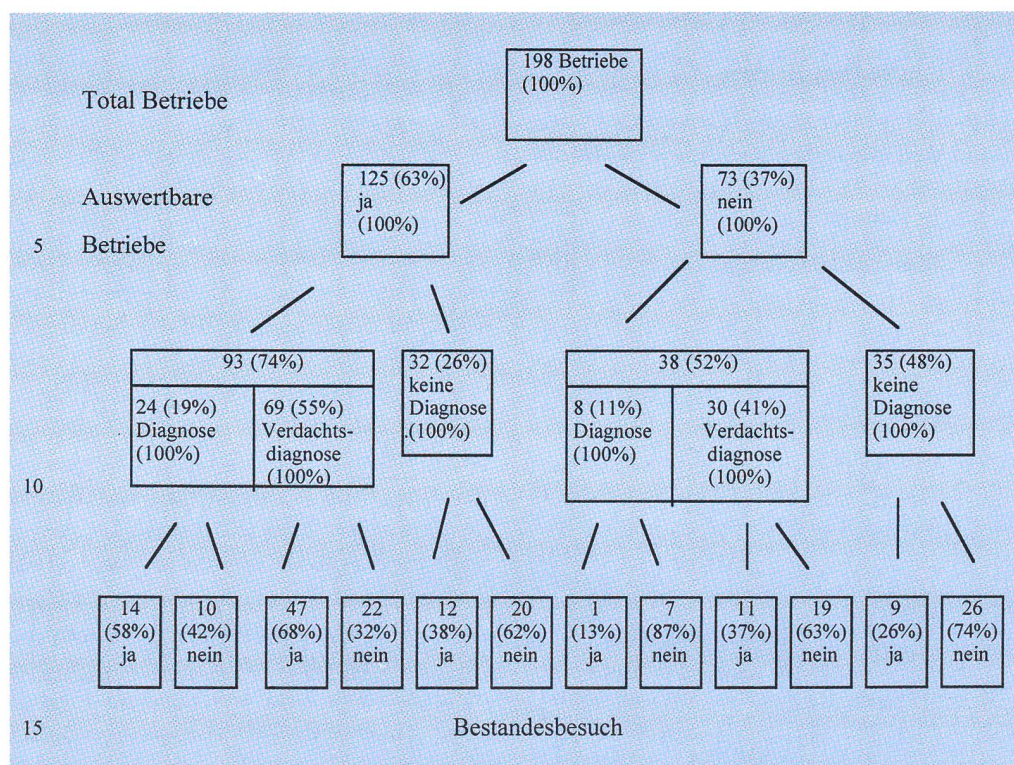 198 Betriebe
(100%)
Total Betriebe
125 (63%)
ja
(100%)
73 (37%)
nein
(100%)
Auswertbare
5 Betriebe
93 (74%)
24 (19%)
Diagnose
(100%)
69 (55%)
Verdachts-
diagnose
(100%)
32 (26%)
keine
Diagnose
.(100%)
38 (52%)
8 (11%)
Diagnose
(100%)
30 (41%)
Verdachts-
diagnose
(100%)
35 (48%)
keine
Diagnose
(100%)
10
14
(58%)
ja
10
(42%)
nein
47
(68%)
ja
22
(32%)
nein
12
(38%)
ja
20
(62%)
nein
1
(13%)
ja
7
(87%)
nein
11
(37%)
ja
19
(63%)
nein
9
(26%)
ja
26
(74%)
nein
15 Bestandesbesuch